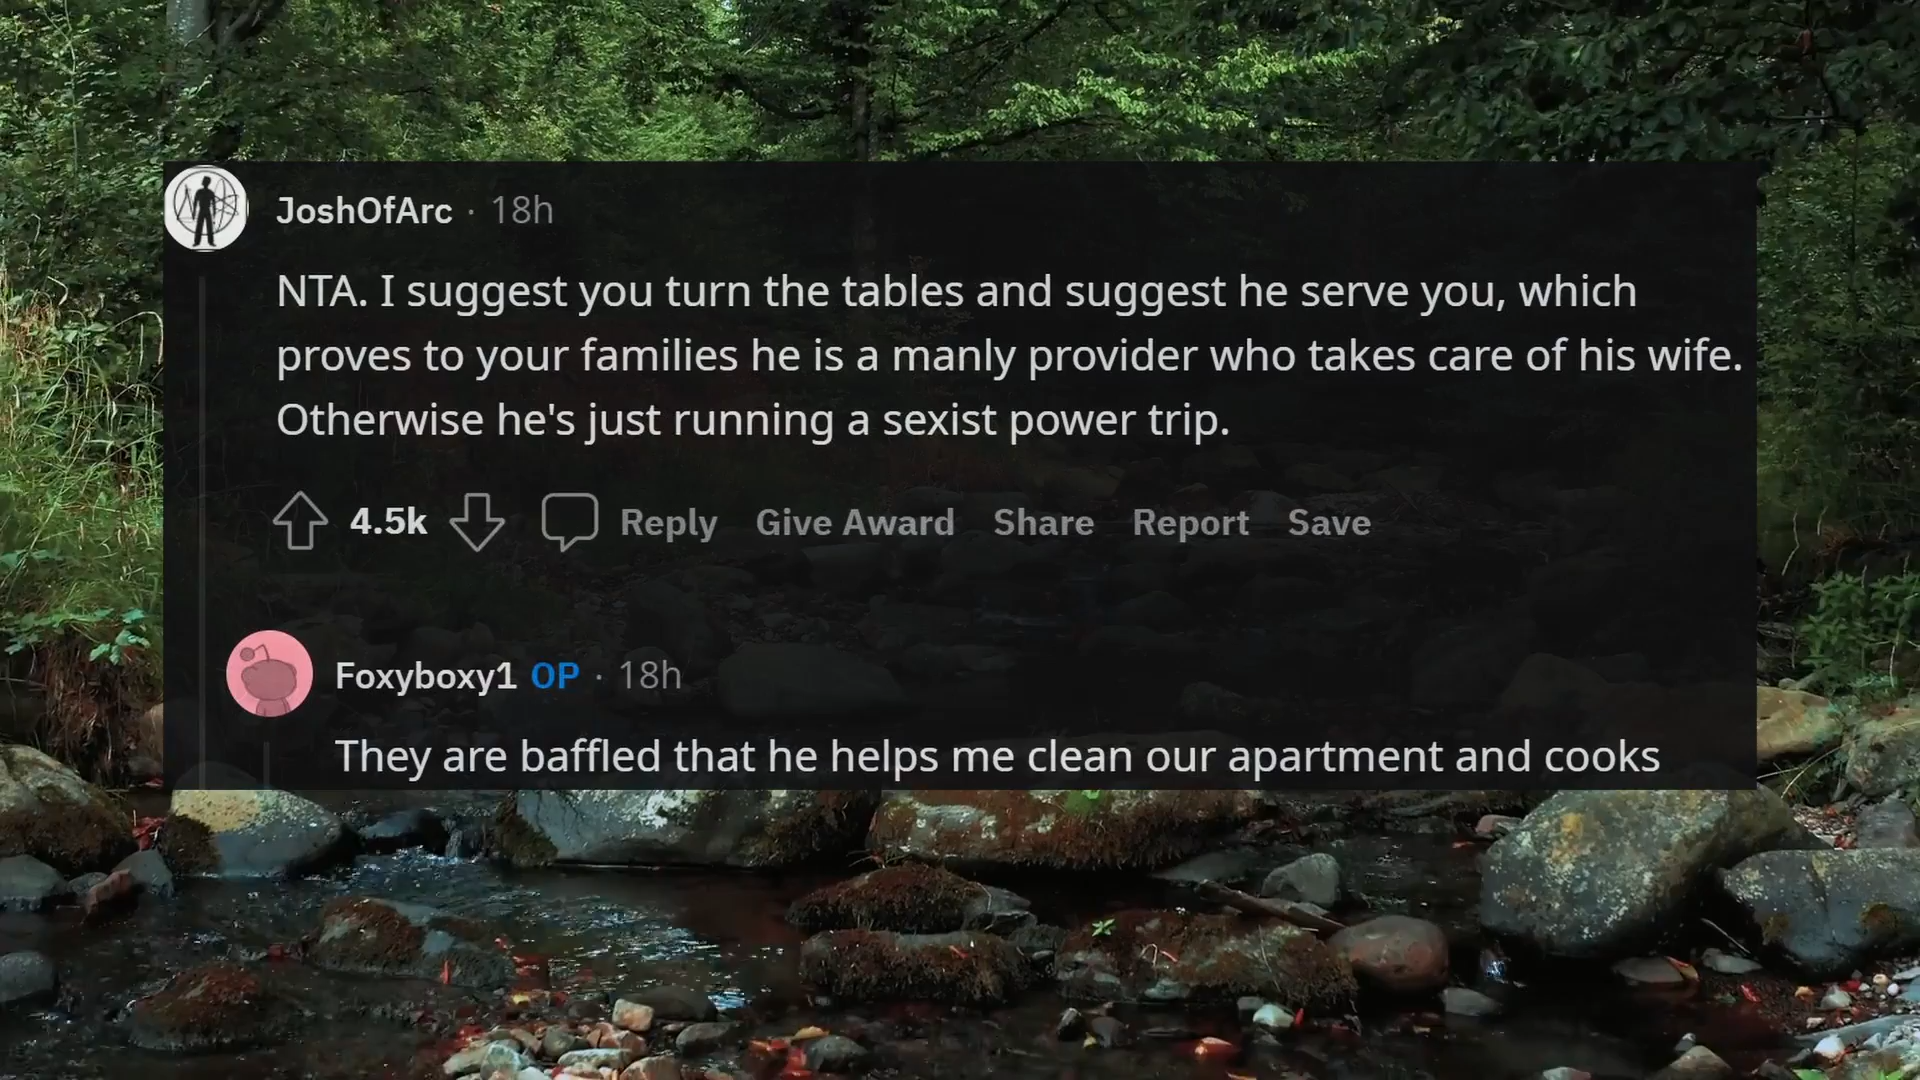 JoshOfArc · 18h
NTA. I suggest you turn the tables and suggest he serve you, which
proves to your families he is a manly provider who takes care of his wife.
Otherwise he's just running a sexist power trip.
4.5k Reply Give Award Share Report Save
Foxyboxy1 OP · 18h
They are baffled that he helps me clean our apartment and cooks